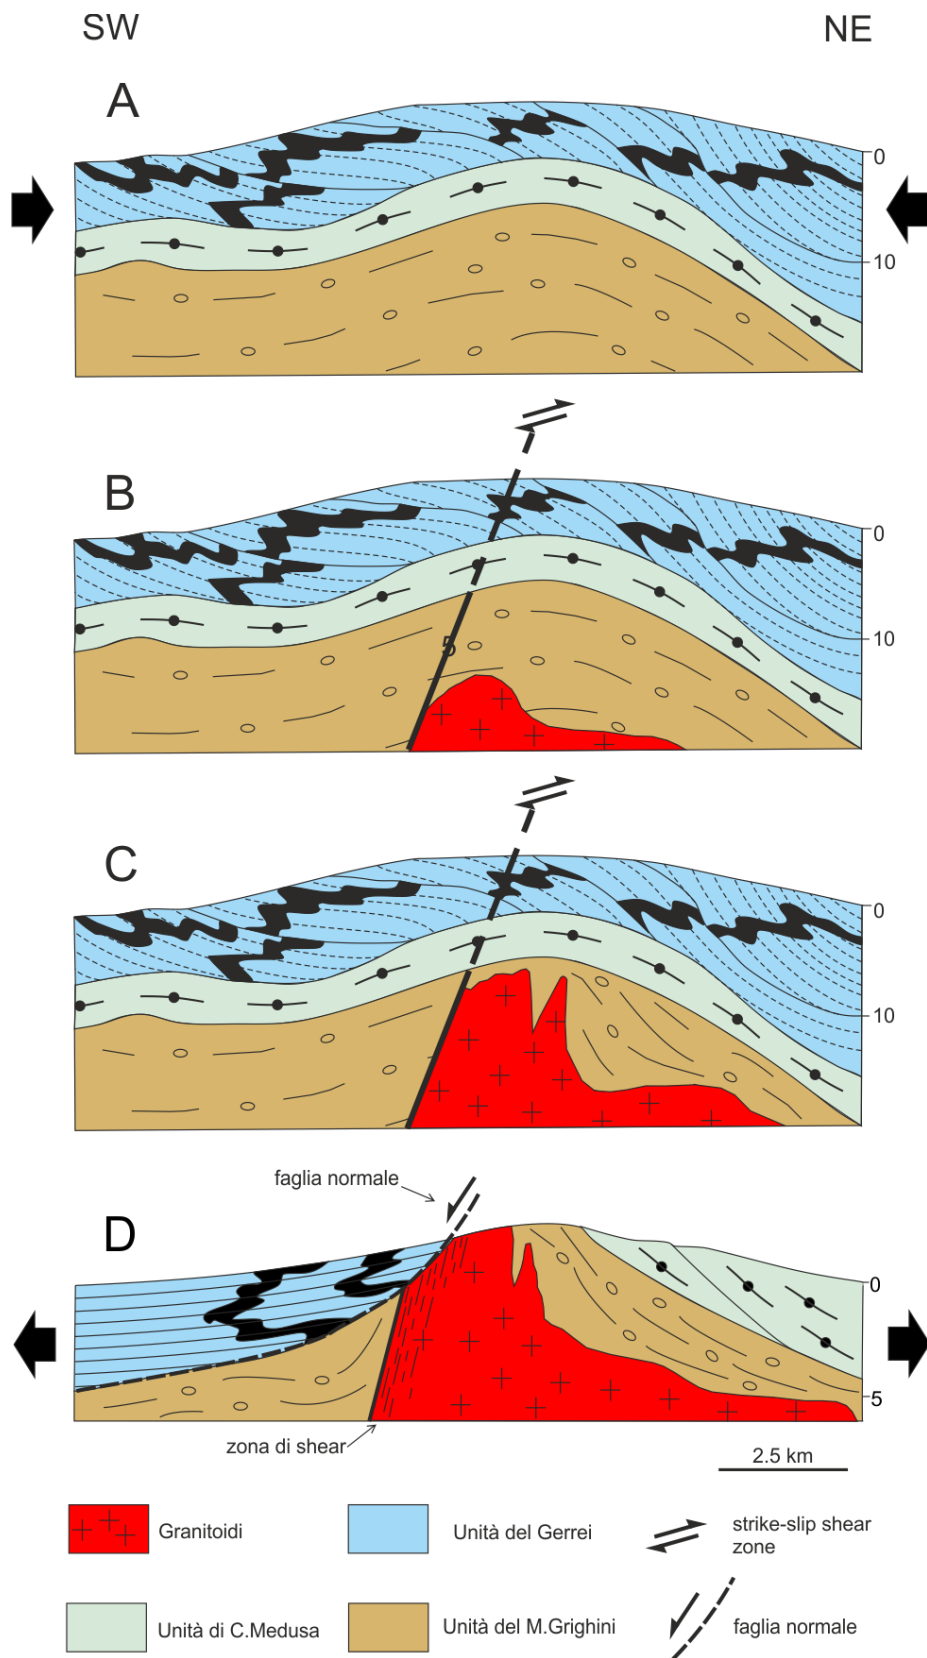 SW NE
A
0
10
B
0
10
5
C
0
10
faglia normale
D
0
5
zona di shear
2.5 km
Granitoidi
Unità del Gerrei
strike-slip shear
zone
Unità di C.Medusa
Unità del M.Grighini
faglia normale